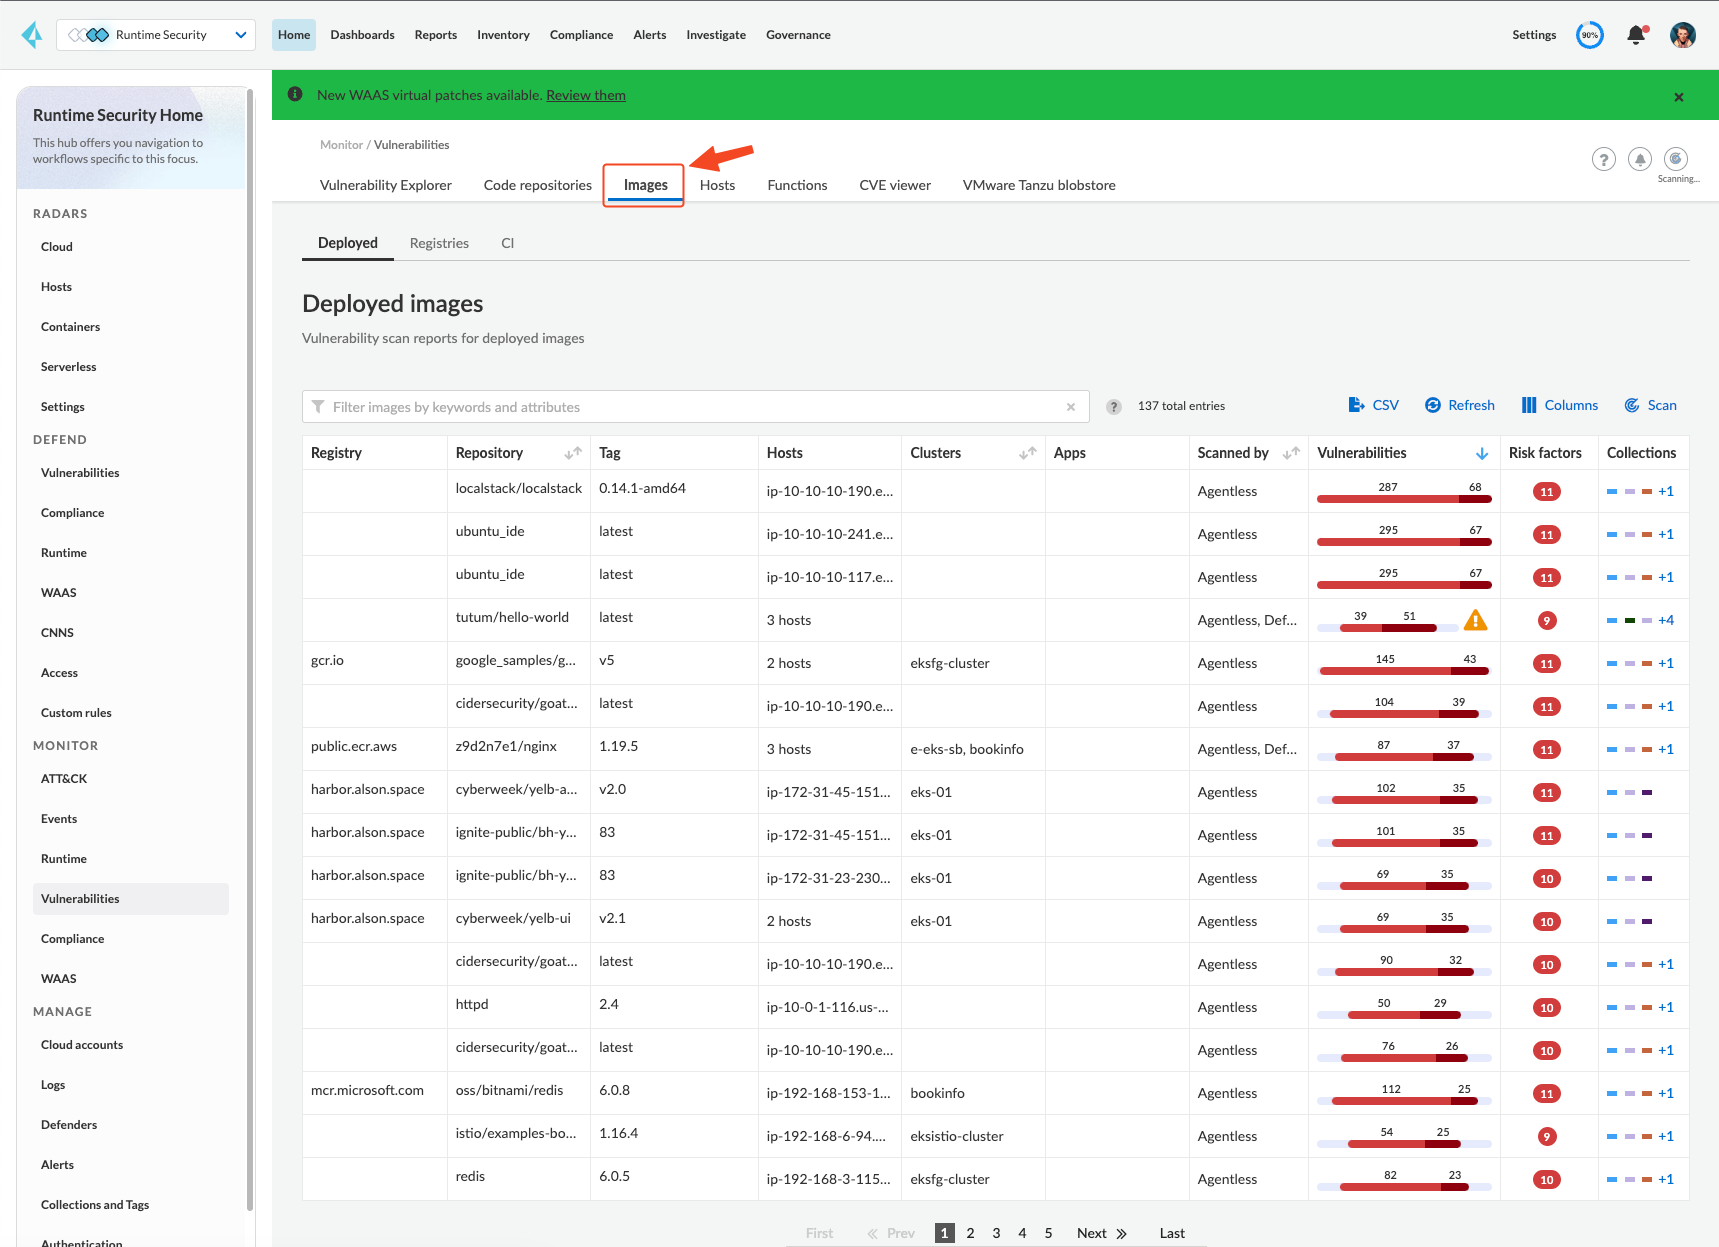 Runtime Security
Home Dashboards Reports Inventory Compliance Alerts Investigate Governance
Settings 90%
Runtime Security Home
This hub offers you navigation to
workflows specific to this focus.
RADARS
Cloud
Hosts
Containers
Serverless
Settings
DEFEND
Vulnerabilities
Compliance
Runtime
WAAS
CNNS
Access
Custom rules
MONITOR
ATT&CK
Events
Runtime
Vulnerabilities
Compliance
WAAS
MANAGE
Cloud accounts
Logs
Defenders
Alerts
Collections and Tags
Authentication
New WAAS virtual patches available. Review them
Monitor / Vulnerabilities
Scanning...
Vulnerability Explorer Code repositories Images Hosts Functions CVE viewer VMware Tanzu blobstore
Deployed Registries CI
Deployed images
Vulnerability scan reports for deployed images
Filter images by keywords and attributes
? 137 total entries CSV Refresh Columns Scan
Registry Repository Tag Hosts Clusters Apps Scanned by Vulnerabilities Risk factors Collections
localstack/localstack 0.14.1-amd64 ip-10-10-10-190.e... Agentless 287 68 11 +1
ubuntu_ide latest ip-10-10-10-241.e... Agentless 295 67 11 +1
ubuntu_ide latest ip-10-10-10-117.e... Agentless 295 67 11 +1
tutum/hello-world latest 3 hosts Agentless, Def... 39 51 9 +4
gcr.io google_samples/g... v5 2 hosts eksfg-cluster Agentless 145 43 11 +1
cidersecurity/goat... latest ip-10-10-10-190.e... Agentless 104 39 11 +1
public.ecr.aws z9d2n7e1/nginx 1.19.5 3 hosts e-eks-sb, bookinfo Agentless, Def... 87 37 11 +1
harbor.alson.space cyberweek/yelb-a... v2.0 ip-172-31-45-151... eks-01 Agentless 102 35 11
harbor.alson.space ignite-public/bh-y... 83 ip-172-31-45-151... eks-01 Agentless 101 35 11
harbor.alson.space ignite-public/bh-y... 83 ip-172-31-23-230... eks-01 Agentless 69 35 10
harbor.alson.space cyberweek/yelb-ui v2.1 2 hosts eks-01 Agentless 69 35 10
cidersecurity/goat... latest ip-10-10-10-190.e... Agentless 90 32 10 +1
httpd 2.4 ip-10-0-1-116.us-... Agentless 50 29 10 +1
cidersecurity/goat... latest ip-10-10-10-190.e... Agentless 76 26 10 +1
mcr.microsoft.com oss/bitnami/redis 6.0.8 ip-192-168-153-1... bookinfo Agentless 112 25 11 +1
istio/examples-bo... 1.16.4 ip-192-168-6-94.... eksistio-cluster Agentless 54 25 9 +1
redis 6.0.5 ip-192-168-3-115... eksfg-cluster Agentless 82 23 10 +1
First Prev 1 2 3 4 5 Next Last